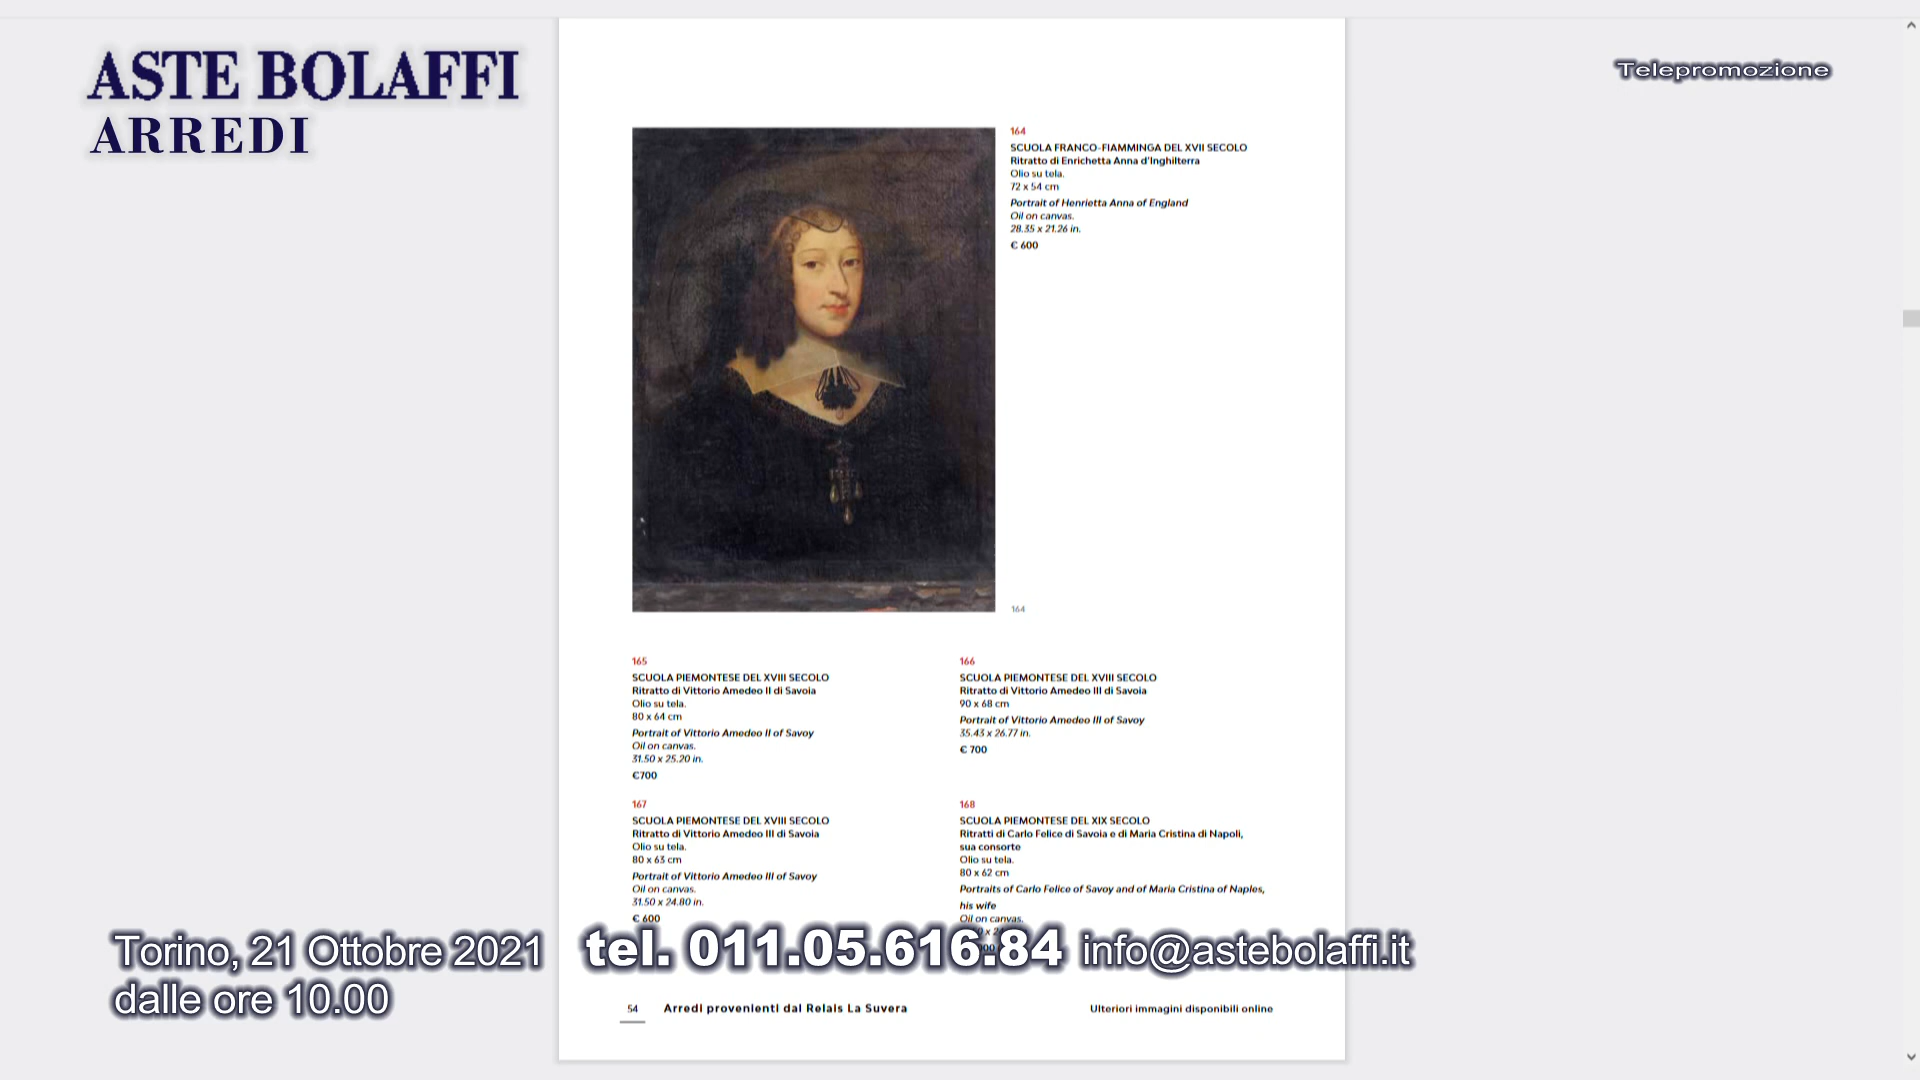 ASTE BOLAFFI
ARREDI
Telepromozione
164
SCUOLA FRANCO-FIAMMINGA DEL XVII SECOLO
Ritratto di Enrichetta Anna d'Inghilterra
Olio su tela.
72 x 54 cm
Portrait of Henrietta Anna of England
Oil on canvas.
28.35 x 21.26 in.
€ 600
164
165
SCUOLA PIEMONTESE DEL XVIII SECOLO
Ritratto di Vittorio Amedeo II di Savoia
Olio su tela.
80 x 64 cm
Portrait of Vittorio Amedeo II of Savoy
Oil on canvas.
31.50 x 25.20 in.
€700
166
SCUOLA PIEMONTESE DEL XVIII SECOLO
Ritratto di Vittorio Amedeo III di Savoia
90 x 68 cm
Portrait of Vittorio Amedeo III of Savoy
35.43 x 26.77 in.
€ 700
167
SCUOLA PIEMONTESE DEL XVIII SECOLO
Ritratto di Vittorio Amedeo III di Savoia
Olio su tela.
80 x 63 cm
Portrait of Vittorio Amedeo III of Savoy
Oil on canvas.
31.50 x 24.80 in.
€ 600
168
SCUOLA PIEMONTESE DEL XIX SECOLO
Ritratti di Carlo Felice di Savoia e di Maria Cristina di Napoli,
sua consorte
Olio su tela.
80 x 62 cm
Portraits of Carlo Felice of Savoy and of Maria Cristina of Naples,
his wife
Oil on canvas.
Torino, 21 Ottobre 2021
dalle ore 10.00
tel. 011.05.616.84
info@astebolaffi.it
54 Arredi provenienti dal Relais La Suvera
Ulteriori immagini disponibili online